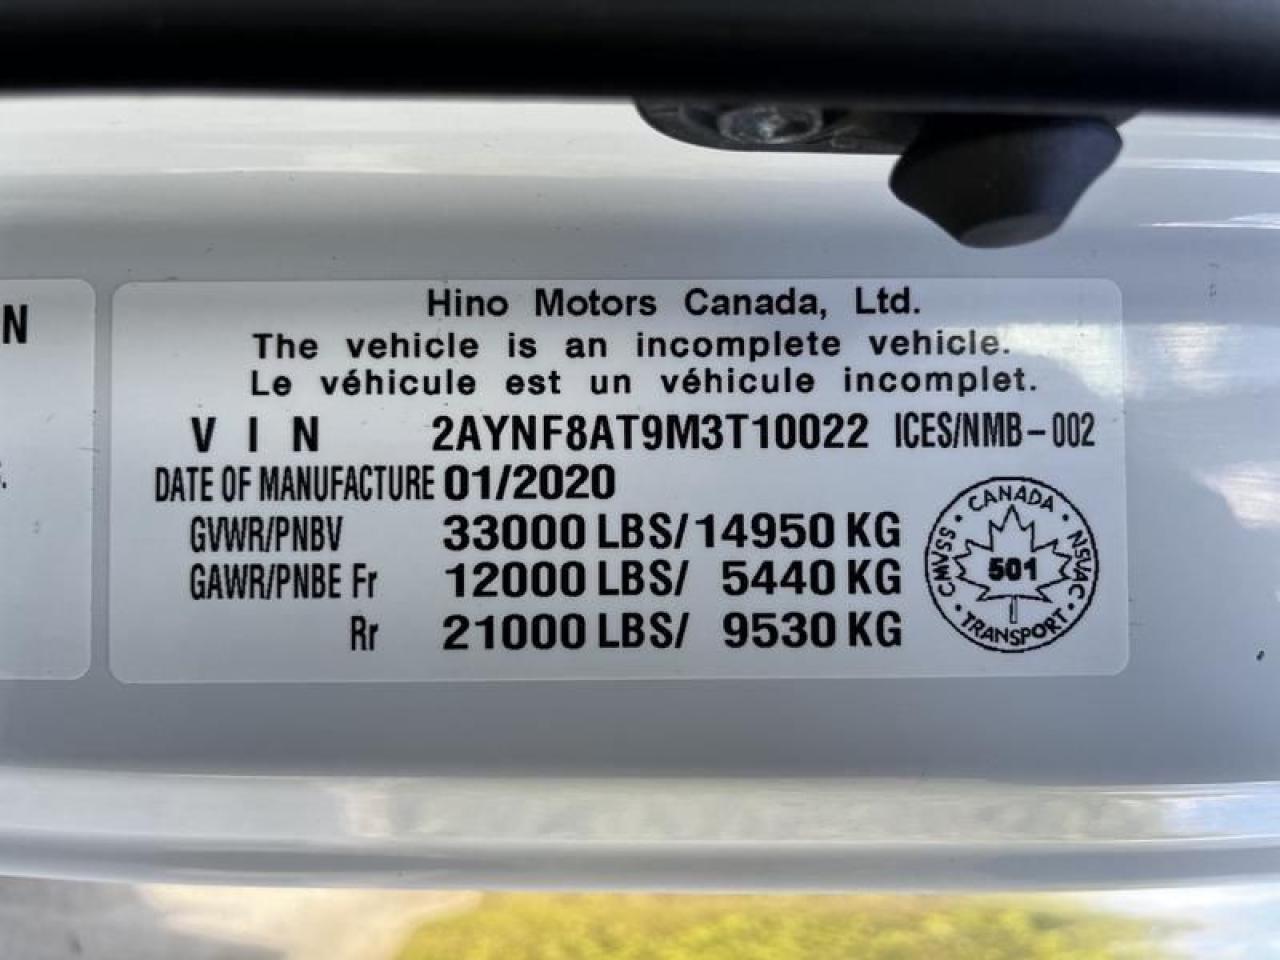 N
Hino Motors Canada, Ltd.
The vehicle is an incomplete vehicle.
Le véhicule est un véhicule incomplet.
VIN 2AYNF8AT9M3T10022 ICES/NMB-002
DATE OF MANUFACTURE 01/2020
GVWR/PNBV 33000 LBS/14950 KG
GAWR/PNBE Fr 12000 LBS/ 5440 KG
Rr 21000 LBS/ 9530 KG
CANADA
CMVSS
501
NSVAC
TRANSPORT